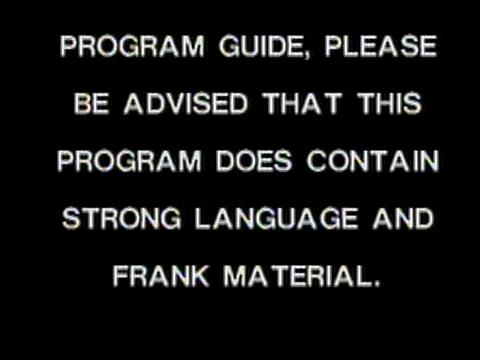 PROGRAM GUIDE, PLEASE
BE ADVISED THAT THIS
PROGRAM DOES CONTAIN
STRONG LANGUAGE AND
FRANK MATERIAL.